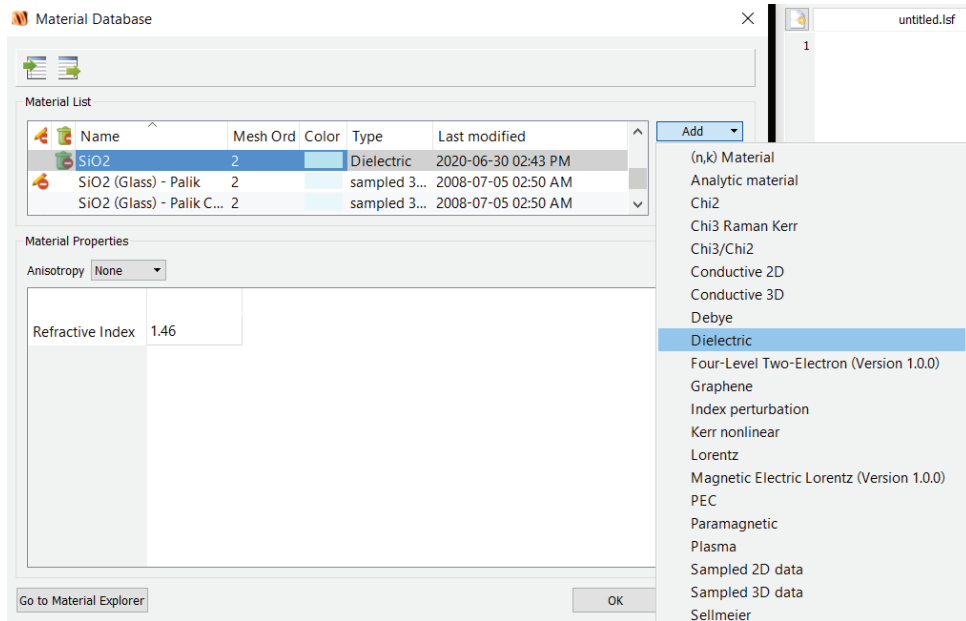 Material Database
untitled.lsf
1
Material List
Name Mesh Ord Color Type Last modified
SiO2 2 Dielectric 2020-06-30 02:43 PM
SiO2 (Glass) - Palik 2 sampled 3... 2008-07-05 02:50 AM
SiO2 (Glass) - Palik C... 2 sampled 3... 2008-07-05 02:50 AM
Add
(n,k) Material
Analytic material
Chi2
Chi3 Raman Kerr
Chi3/Chi2
Conductive 2D
Conductive 3D
Debye
Dielectric
Four-Level Two-Electron (Version 1.0.0)
Graphene
Index perturbation
Kerr nonlinear
Lorentz
Magnetic Electric Lorentz (Version 1.0.0)
PEC
Paramagnetic
Plasma
Sampled 2D data
Sampled 3D data
Sellmeier
Material Properties
Anisotropy None
Refractive Index 1.46
Go to Material Explorer
OK